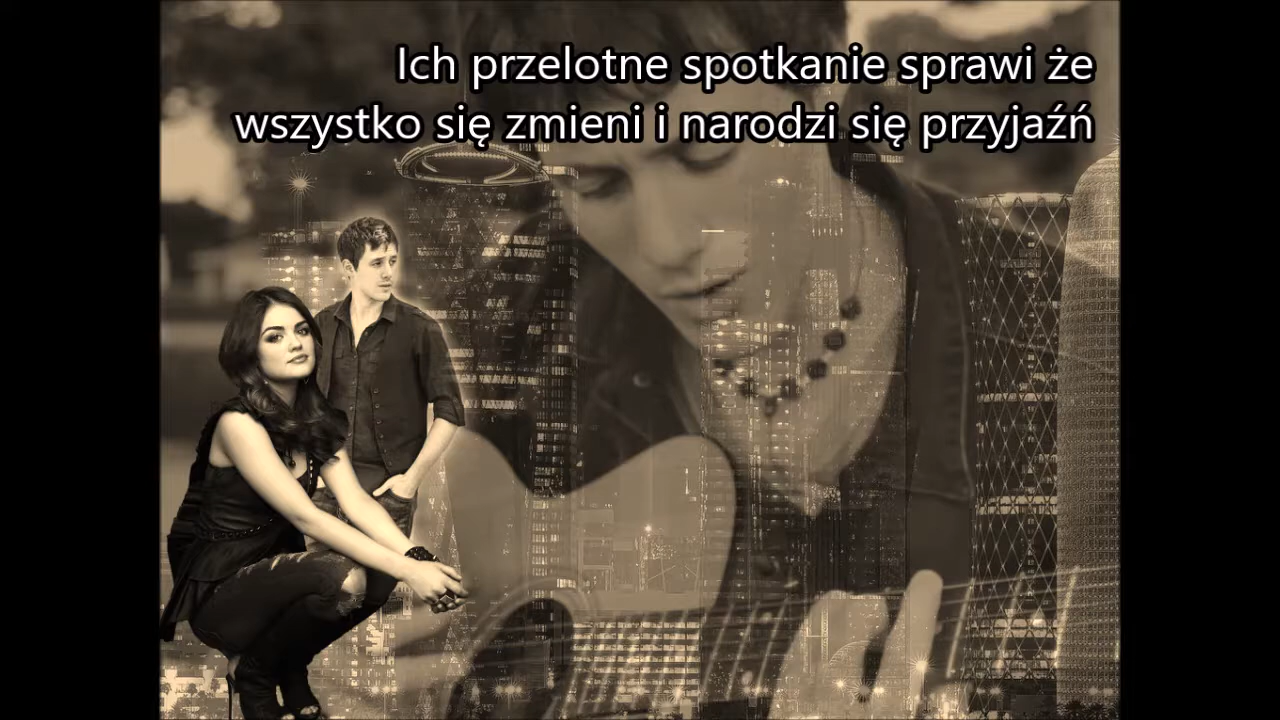 Ich przelotne spotkanie sprawi że
wszystko się zmieni i narodzi się przyjaźń